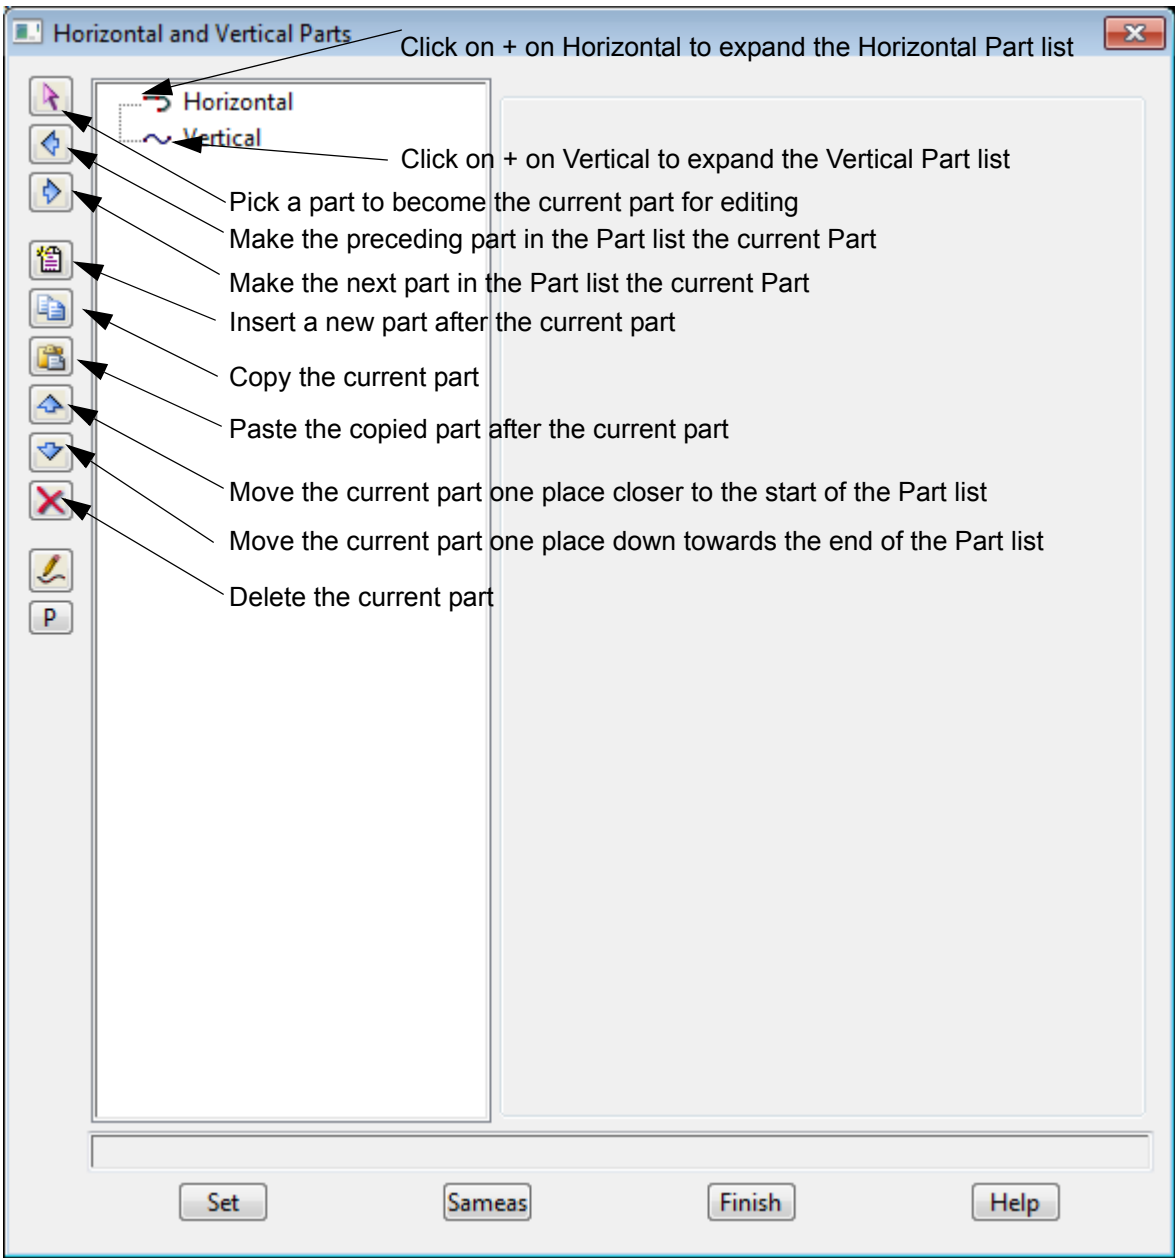 Horizontal and Vertical Parts
Click on + on Horizontal to expand the Horizontal Part list
Horizontal
Vertical
Click on + on Vertical to expand the Vertical Part list
Pick a part to become the current part for editing
Make the preceding part in the Part list the current Part
Make the next part in the Part list the current Part
Insert a new part after the current part
Copy the current part
Paste the copied part after the current part
Move the current part one place closer to the start of the Part list
Move the current part one place down towards the end of the Part list
Delete the current part
P
Set
Sameas
Finish
Help